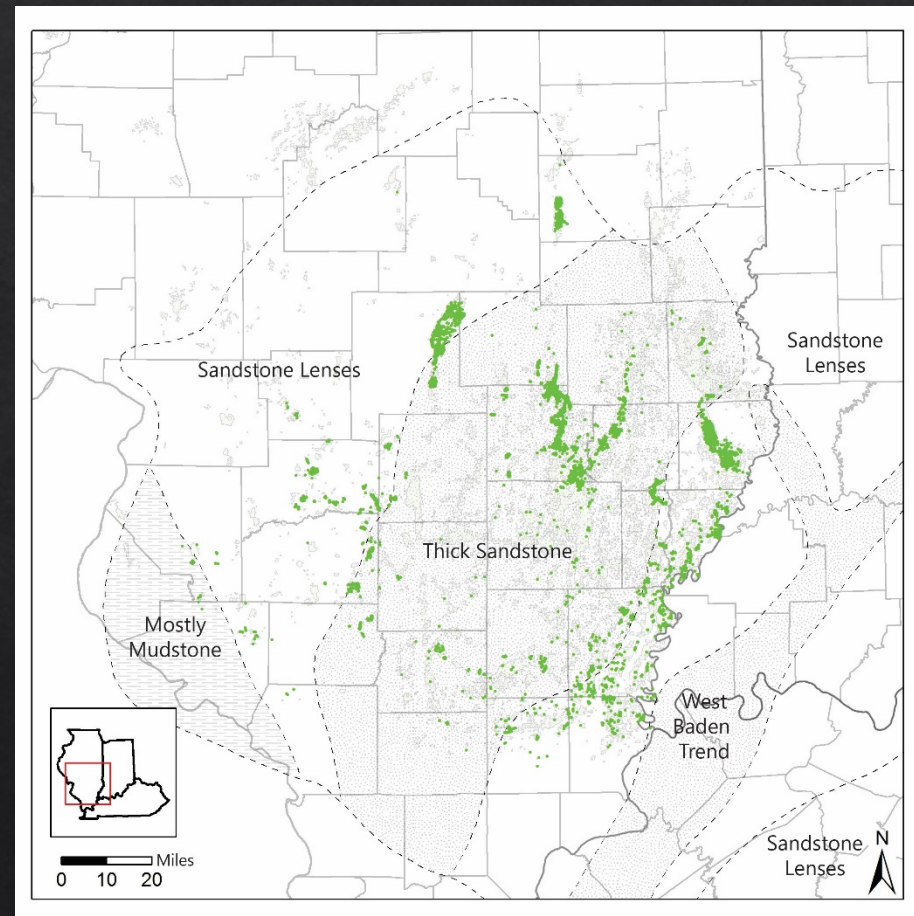 Sandstone Lenses
Sandstone
Lenses
Thick Sandstone
Mostly
Mudstone
West
Baden
Trend
Sandstone
Lenses
N
Miles
0 10 20